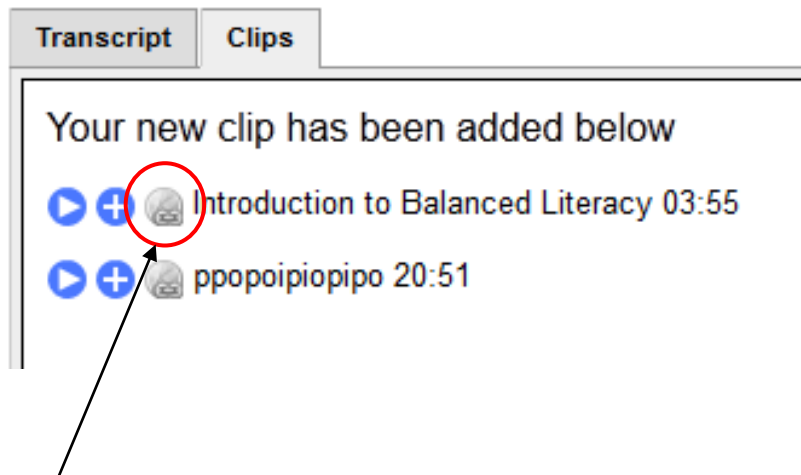 Transcript Clips
Your new clip has been added below
Introduction to Balanced Literacy 03:55
ppopoipiopipo 20:51